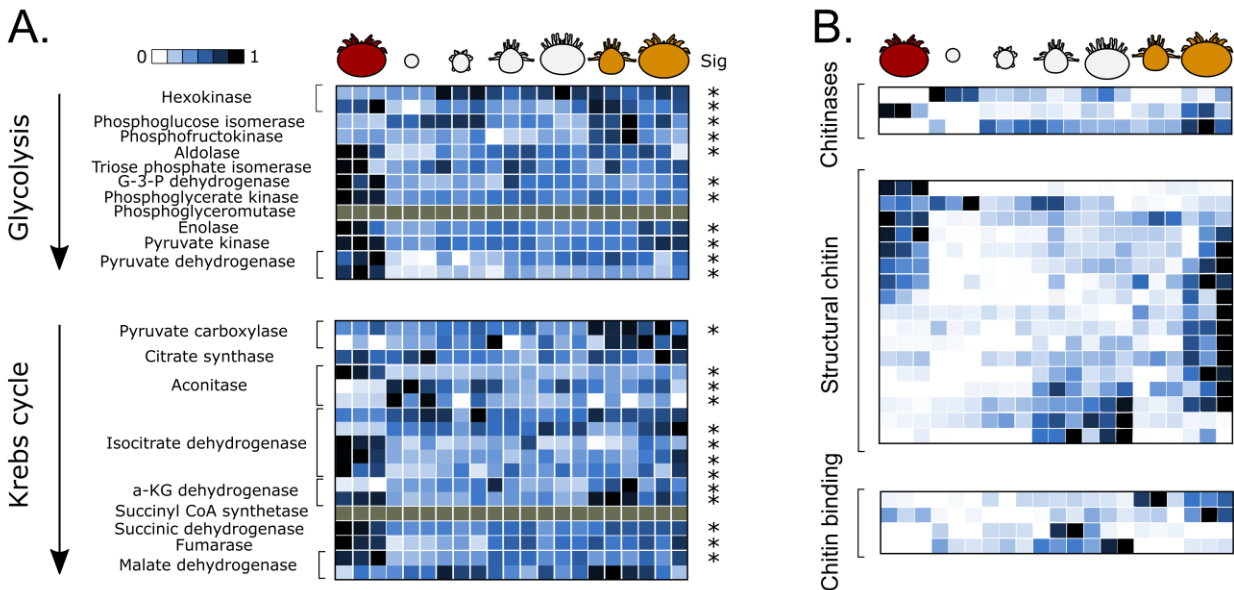 A.
0 1
Sig
Glycolysis
Hexokinase *
*
Phosphoglucose isomerase *
Phosphofructokinase *
Aldolase *
Triose phosphate isomerase
G-3-P dehydrogenase *
Phosphoglycerate kinase *
Phosphoglyceromutase
Enolase *
Pyruvate kinase *
Pyruvate dehydrogenase *
*
Krebs cycle
Pyruvate carboxylase *
Citrate synthase
Aconitase *
*
*
Isocitrate dehydrogenase *
*
*
*
a-KG dehydrogenase *
*
Succinyl CoA synthetase
Succinic dehydrogenase *
Fumarase *
Malate dehydrogenase *
B.
Chitinases
Structural chitin
Chitin binding